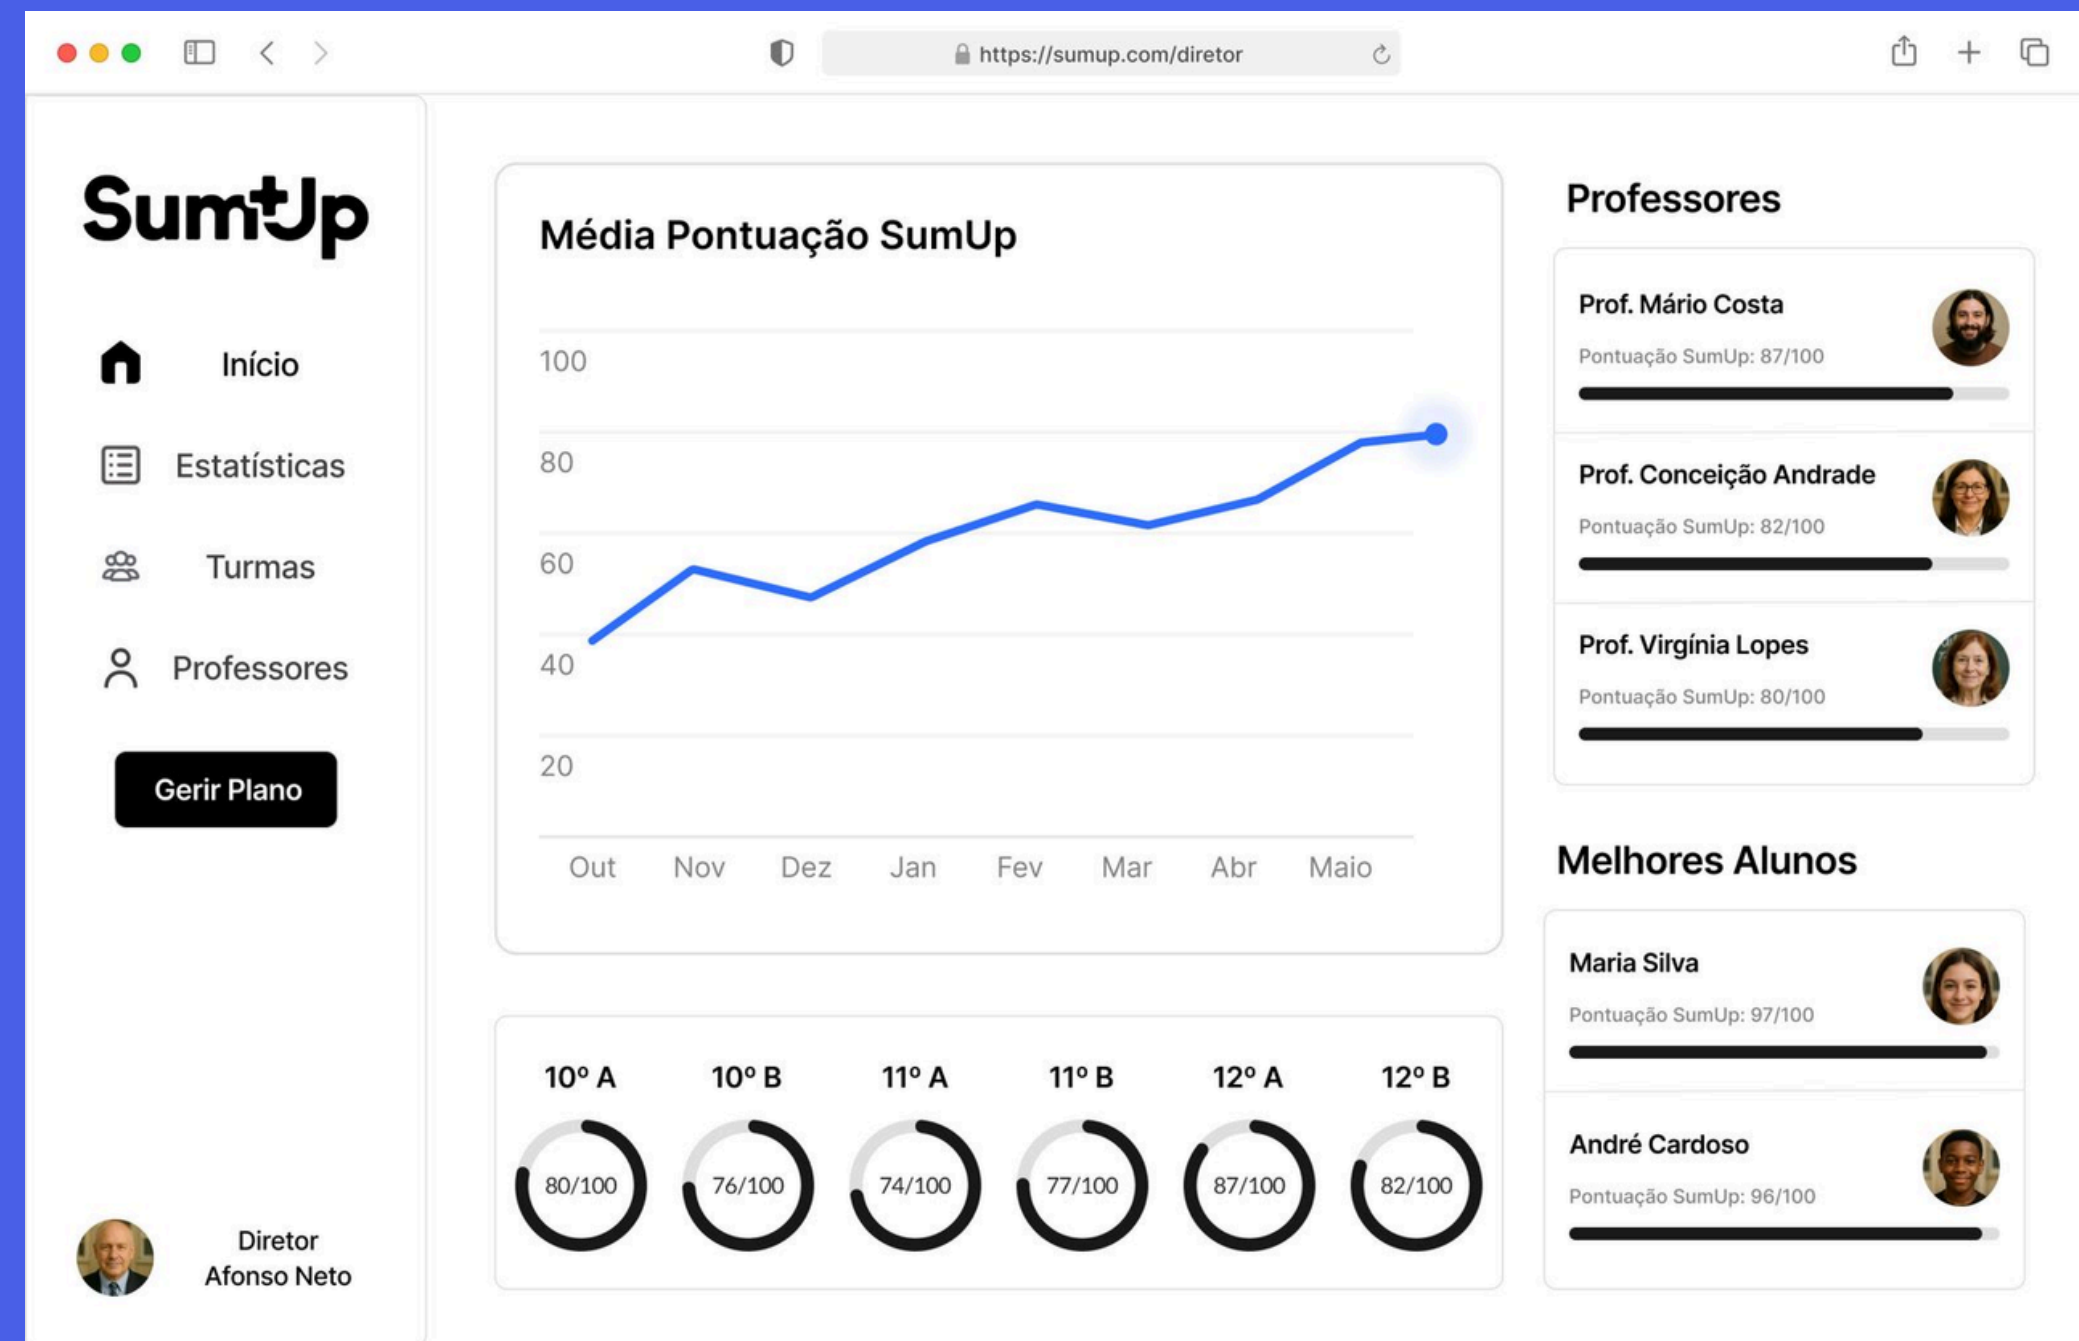 https://sumup.com/diretor
SumUp
Início
Estatísticas
Turmas
Professores
Gerir Plano
Diretor
Afonso Neto
Média Pontuação SumUp
100
80
60
40
20
Out Nov Dez Jan Fev Mar Abr Maio
10º A 10º B 11º A 11º B 12º A 12º B
80/100 76/100 74/100 77/100 87/100 82/100
Professores
Prof. Mário Costa
Pontuação SumUp: 87/100
Prof. Conceição Andrade
Pontuação SumUp: 82/100
Prof. Virgínia Lopes
Pontuação SumUp: 80/100
Melhores Alunos
Maria Silva
Pontuação SumUp: 97/100
André Cardoso
Pontuação SumUp: 96/100